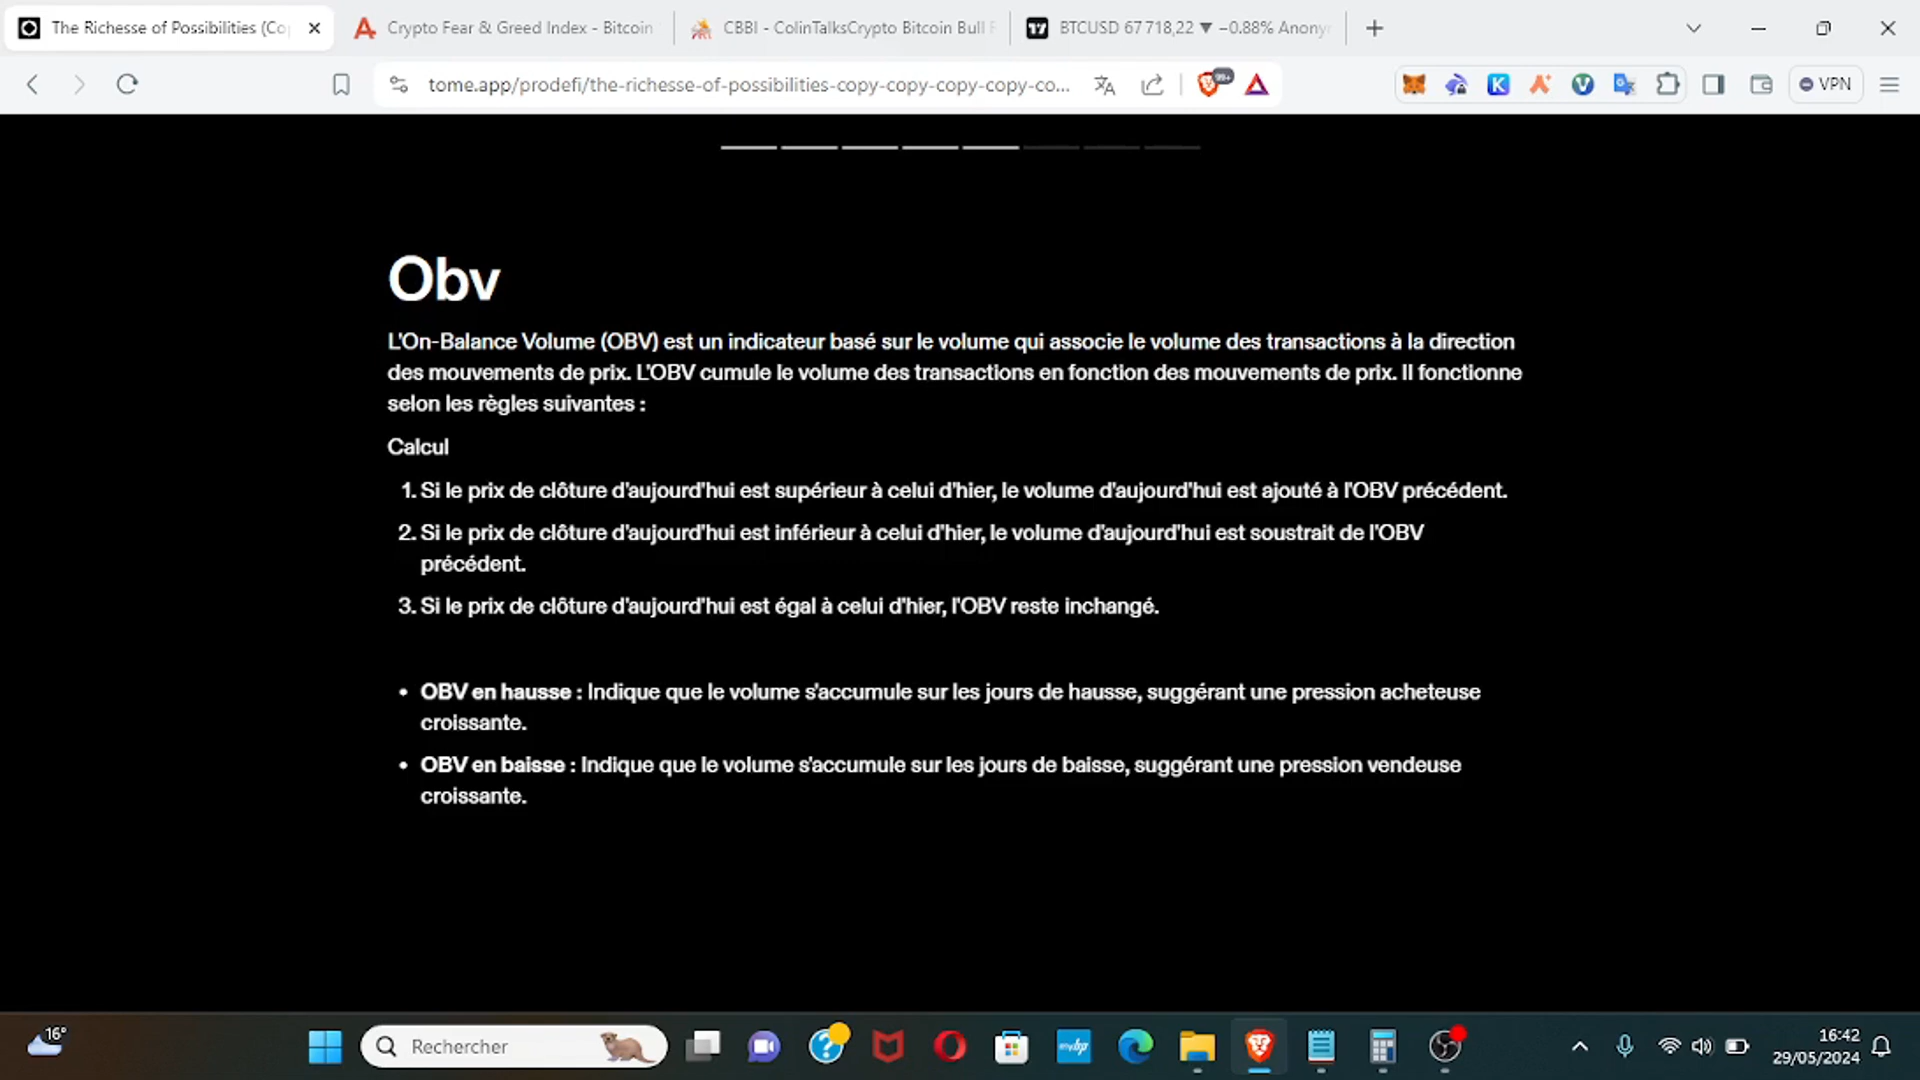 The Richesse of Possibilities (Co
Crypto Fear & Greed Index - Bitcoin
CBBI - ColinTalksCrypto Bitcoin Bull
BTCUSD 67 718,22 ▼ −0.88% Anony
tome.app/prodefi/the-richesse-of-possibilities-copy-copy-copy-copy-co...
99+
VPN
Obv
L'On-Balance Volume (OBV) est un indicateur basé sur le volume qui associe le volume des transactions à la direction
des mouvements de prix. L'OBV cumule le volume des transactions en fonction des mouvements de prix. Il fonctionne
selon les règles suivantes :
Calcul
1. Si le prix de clôture d'aujourd'hui est supérieur à celui d'hier, le volume d'aujourd'hui est ajouté à l'OBV précédent.
2. Si le prix de clôture d'aujourd'hui est inférieur à celui d'hier, le volume d'aujourd'hui est soustrait de l'OBV
précédent.
3. Si le prix de clôture d'aujourd'hui est égal à celui d'hier, l'OBV reste inchangé.
• OBV en hausse : Indique que le volume s'accumule sur les jours de hausse, suggérant une pression acheteuse
croissante.
• OBV en baisse : Indique que le volume s'accumule sur les jours de baisse, suggérant une pression vendeuse
croissante.
16°
Rechercher
myhp
16:42
29/05/2024